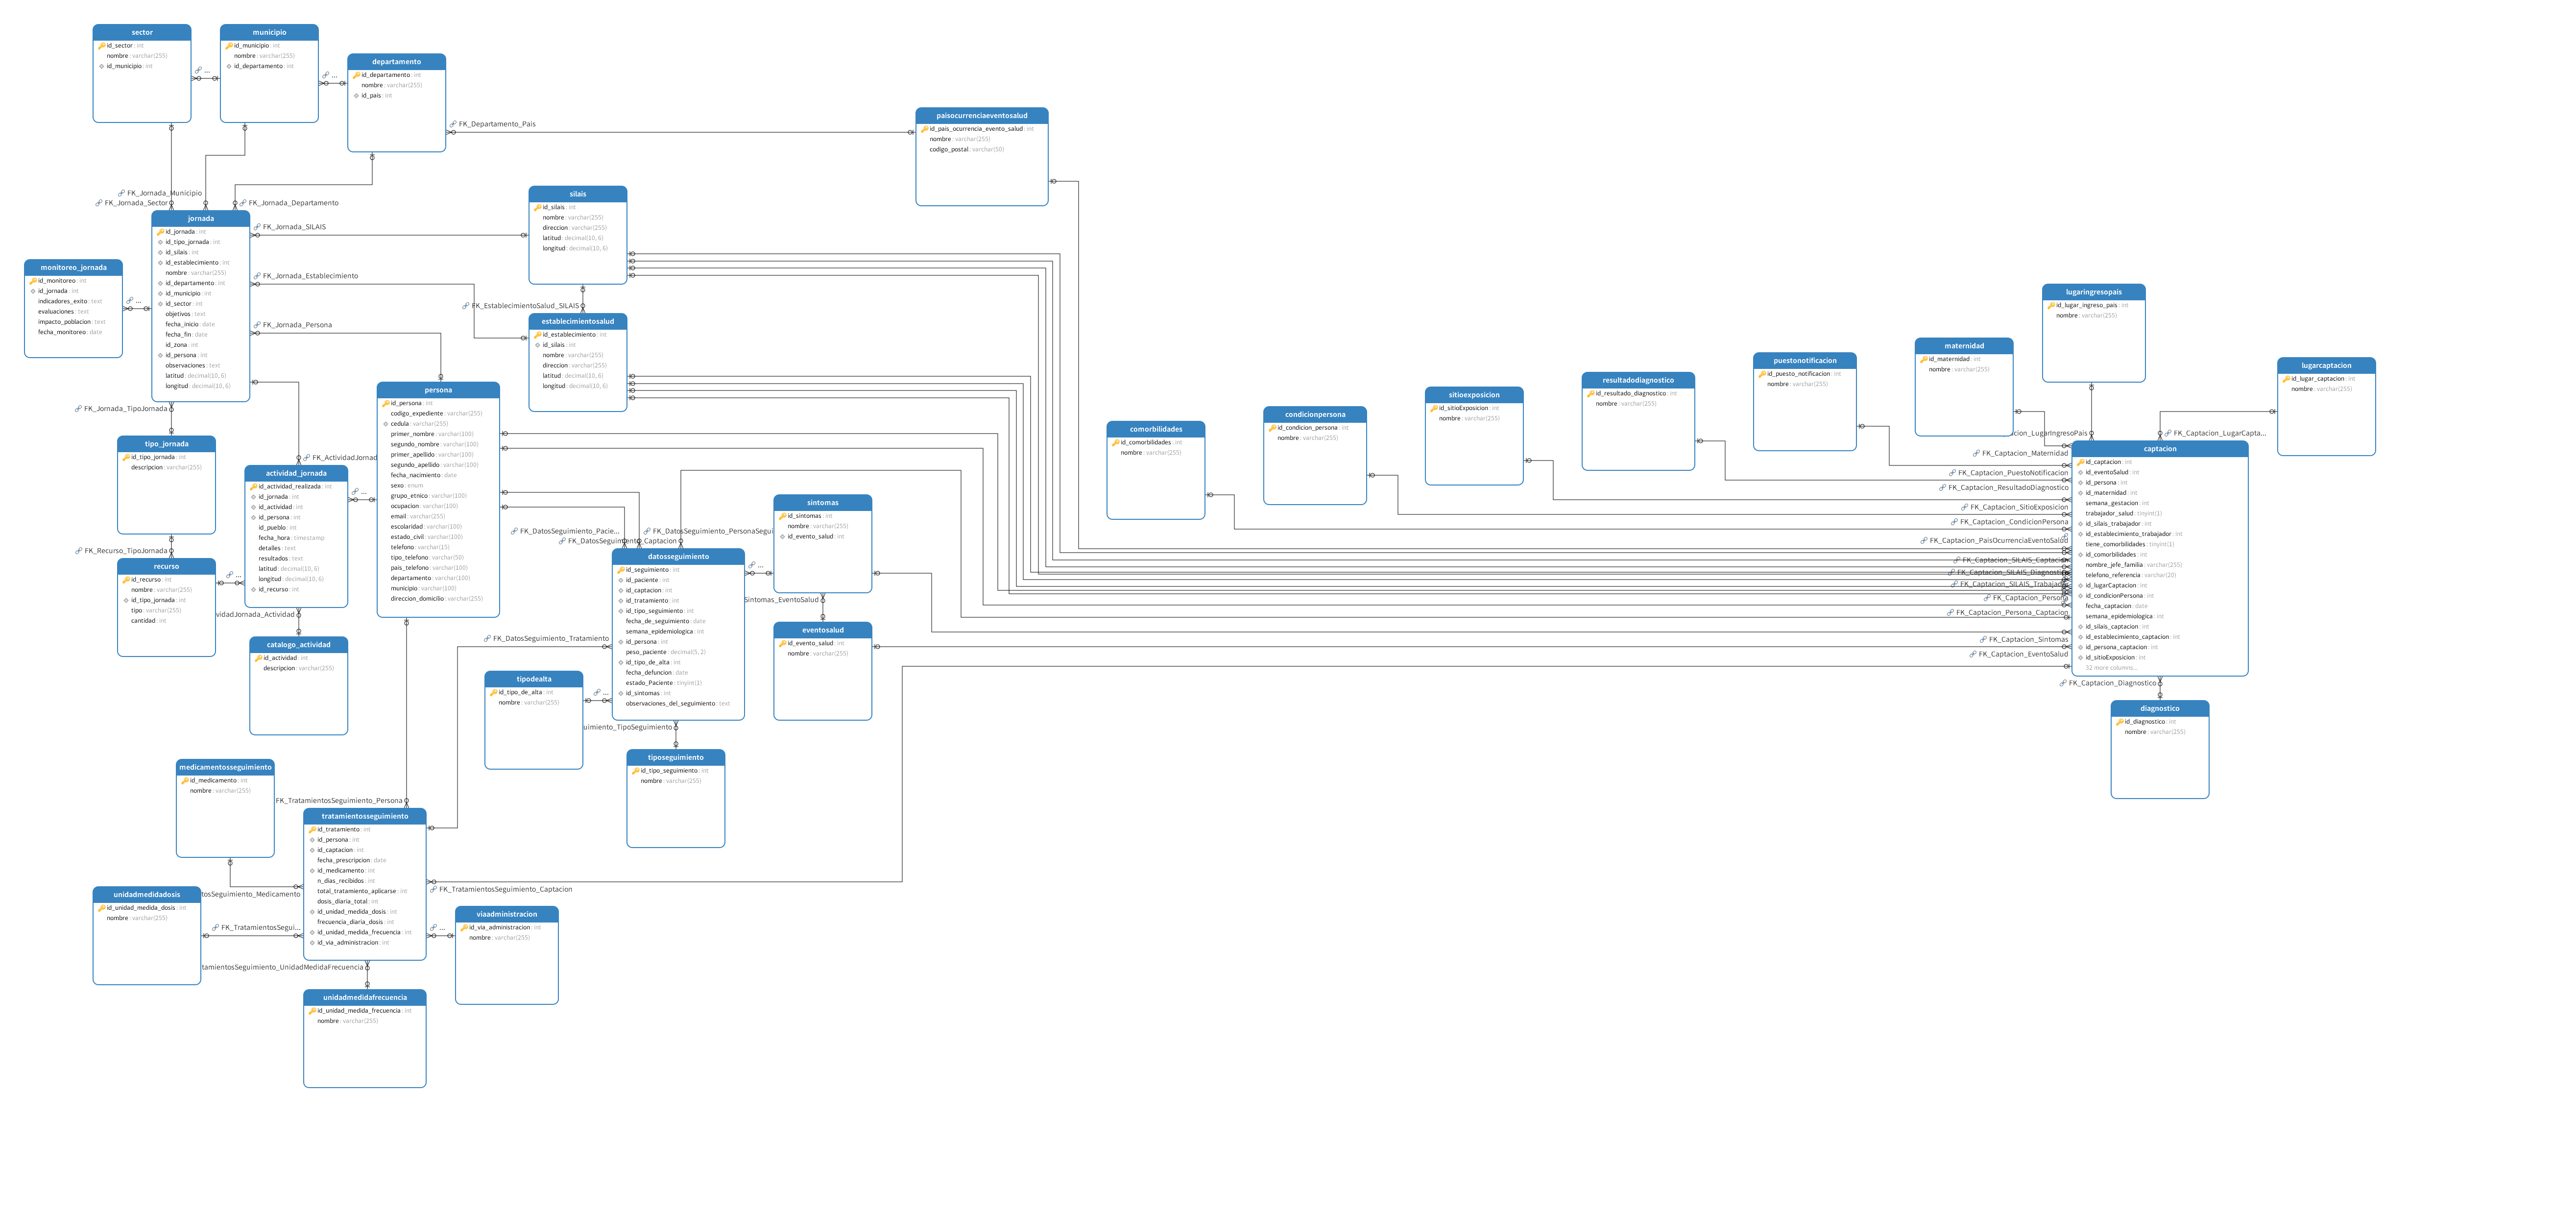 sector
id_sector: int
nombre: varchar(255)
id_municipio: int
municipio
id_municipio: int
nombre: varchar(255)
id_departamento: int
...
departamento
id_departamento: int
nombre: varchar(255)
id_pais: int
...
FK_Departamento_Pais
paisocurrenciaeventosalud
id_pais_ocurrencia_evento_salud: int
nombre: varchar(255)
codigo_postal: varchar(50)
FK_Jornada_Municipio
FK_Jornada_Sector
FK_Jornada_Departamento
jornada
id_jornada: int
id_tipo_jornada: int
id_silais: int
id_establecimiento: int
nombre: varchar(255)
id_departamento: int
id_municipio: int
id_sector: int
objetivos: text
fecha_inicio: date
fecha_fin: date
id_zona: int
id_persona: int
observaciones: text
latitud: decimal(10, 6)
longitud: decimal(10, 6)
FK_Jornada_SILAIS
FK_Jornada_Establecimiento
FK_Jornada_Persona
silais
id_silais: int
nombre: varchar(255)
direccion: varchar(255)
latitud: decimal(10, 6)
longitud: decimal(10, 6)
FK_EstablecimientoSalud_SILAIS
establecimientosalud
id_establecimiento: int
id_silais: int
nombre: varchar(255)
direccion: varchar(255)
latitud: decimal(10, 6)
longitud: decimal(10, 6)
monitoreo_jornada
id_monitoreo: int
id_jornada: int
indicadores_exito: text
evaluaciones: text
impacto_poblacion: text
fecha_monitoreo: date
...
FK_Jornada_TipoJornada
tipo_jornada
id_tipo_jornada: int
descripcion: varchar(255)
FK_Recurso_TipoJornada
recurso
id_recurso: int
nombre: varchar(255)
id_tipo_jornada: int
tipo: varchar(255)
cantidad: int
...
FK_ActividadJornad
actividad_jornada
id_actividad_realizada: int
id_jornada: int
id_actividad: int
id_persona: int
id_pueblo: int
fecha_hora: timestamp
detalles: text
resultados: text
latitud: decimal(10, 6)
longitud: decimal(10, 6)
id_recurso: int
...
vidadJornada_Actividad
catalogo_actividad
id_actividad: int
descripcion: varchar(255)
persona
id_persona: int
codigo_expediente: varchar(255)
cedula: varchar(255)
primer_nombre: varchar(100)
segundo_nombre: varchar(100)
primer_apellido: varchar(100)
segundo_apellido: varchar(100)
fecha_nacimiento: date
sexo: enum
grupo_etnico: varchar(100)
ocupacion: varchar(100)
email: varchar(255)
escolaridad: varchar(100)
estado_civil: varchar(100)
telefono: varchar(15)
tipo_telefono: varchar(50)
pais_telefono: varchar(100)
departamento: varchar(100)
municipio: varchar(100)
direccion_domicilio: varchar(255)
FK_DatosSeguimiento_Pacie...
FK_DatosSeguimiento_PersonaSegui
FK_DatosSeguimiento_Captacion
datosseguimiento
id_seguimiento: int
id_paciente: int
id_captacion: int
id_tratamiento: int
id_tipo_seguimiento: int
fecha_de_seguimiento: date
semana_epidemiologica: int
id_persona: int
peso_paciente: decimal(5, 2)
id_tipo_de_alta: int
fecha_defuncion: date
estado_Paciente: tinyint(1)
id_sintomas: int
observaciones_del_seguimiento: text
...
sintomas
id_sintomas: int
nombre: varchar(255)
id_evento_salud: int
Sintomas_EventoSalud
eventosalud
id_evento_salud: int
nombre: varchar(255)
FK_DatosSeguimiento_Tratamiento
tipodealta
id_tipo_de_alta: int
nombre: varchar(255)
...
uimiento_TipoSeguimiento
tiposeguimiento
id_tipo_seguimiento: int
nombre: varchar(255)
medicamentosseguimiento
id_medicamento: int
nombre: varchar(255)
FK_TratamientosSeguimiento_Persona
tratamientosseguimiento
id_tratamiento: int
id_persona: int
id_captacion: int
fecha_prescripcion: date
id_medicamento: int
n_dias_recibidos: int
total_tratamiento_aplicarse: int
dosis_diaria_total: int
id_unidad_medida_dosis: int
frecuencia_diaria_dosis: int
id_unidad_medida_frecuencia: int
id_via_administracion: int
tosSeguimiento_Medicamento
FK_TratamientosSeguimiento_Captacion
unidadmedidadosis
id_unidad_medida_dosis: int
nombre: varchar(255)
FK_TratamientosSegui...
...
viaadministracion
id_via_administracion: int
nombre: varchar(255)
tamientosSeguimiento_UnidadMedidaFrecuencia
unidadmedidafrecuencia
id_unidad_medida_frecuencia: int
nombre: varchar(255)
comorbilidades
id_comorbilidades: int
nombre: varchar(255)
condicionpersona
id_condicion_persona: int
nombre: varchar(255)
sitioexposicion
id_sitioExposicion: int
nombre: varchar(255)
resultadodiagnostico
id_resultado_diagnostico: int
nombre: varchar(255)
puestonotificacion
id_puesto_notificacion: int
nombre: varchar(255)
maternidad
id_maternidad: int
nombre: varchar(255)
lugaringresopais
id_lugar_ingreso_pais: int
nombre: varchar(255)
lugarcaptacion
id_lugar_captacion: int
nombre: varchar(255)
acion_LugarIngresoPais
FK_Captacion_LugarCapta...
FK_Captacion_Maternidad
FK_Captacion_PuestoNotificacion
FK_Captacion_ResultadoDiagnostico
FK_Captacion_SitioExposicion
FK_Captacion_CondicionPersona
FK_Captacion_PaisOcurrenciaEventoSalud
FK_Captacion_SILAIS_Captacion
FK_Captacion_SILAIS_Diagnostico
FK_Captacion_SILAIS_Trabajador
FK_Captacion_Persona
FK_Captacion_Persona_Captacion
FK_Captacion_Sintomas
FK_Captacion_EventoSalud
captacion
id_captacion: int
id_eventoSalud: int
id_persona: int
id_maternidad: int
semana_gestacion: int
trabajador_salud: tinyint(1)
id_silais_trabajador: int
id_establecimiento_trabajador: int
tiene_comorbilidades: tinyint(1)
id_comorbilidades: int
nombre_jefe_familia: varchar(255)
telefono_referencia: varchar(20)
id_lugarCaptacion: int
id_condicionPersona: int
fecha_captacion: date
semana_epidemiologica: int
id_silais_captacion: int
id_establecimiento_captacion: int
id_persona_captacion: int
id_sitioExposicion: int
32 more columns...
FK_Captacion_Diagnostico
diagnostico
id_diagnostico: int
nombre: varchar(255)